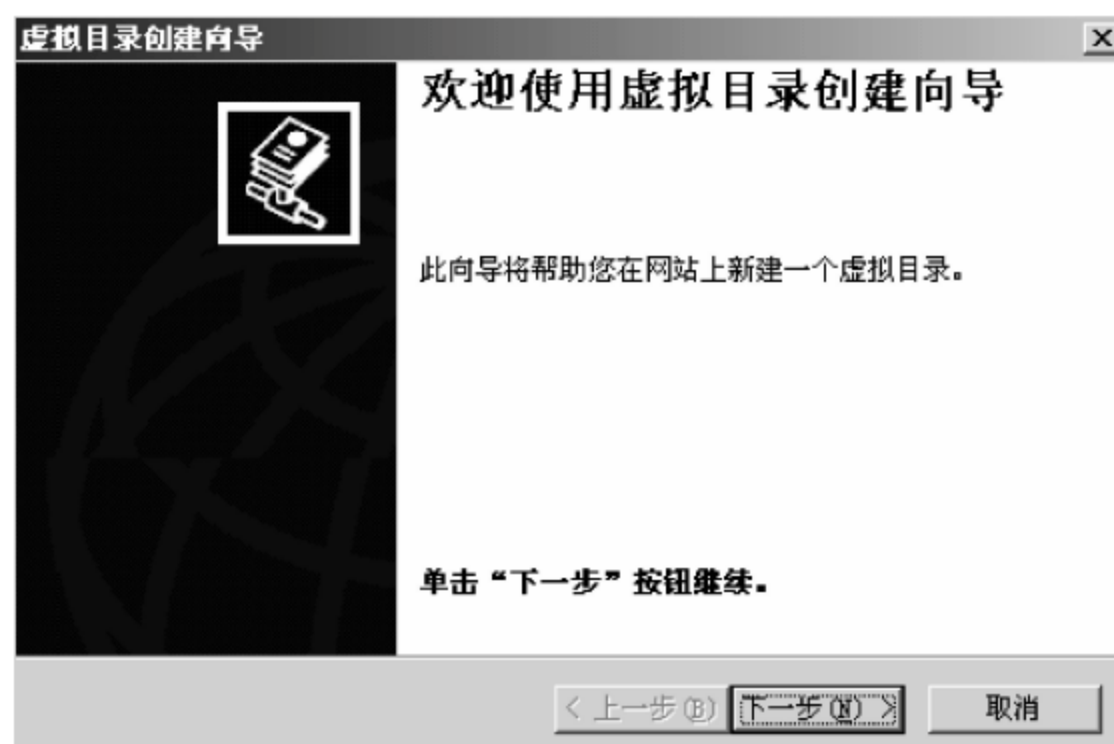 虚拟目录创建向导
欢迎使用虚拟目录创建向导
此向导将帮助您在网站上新建一个虚拟目录。
单击“下一步”按钮继续。
< 上一步(B) 下一步(N) > 取消